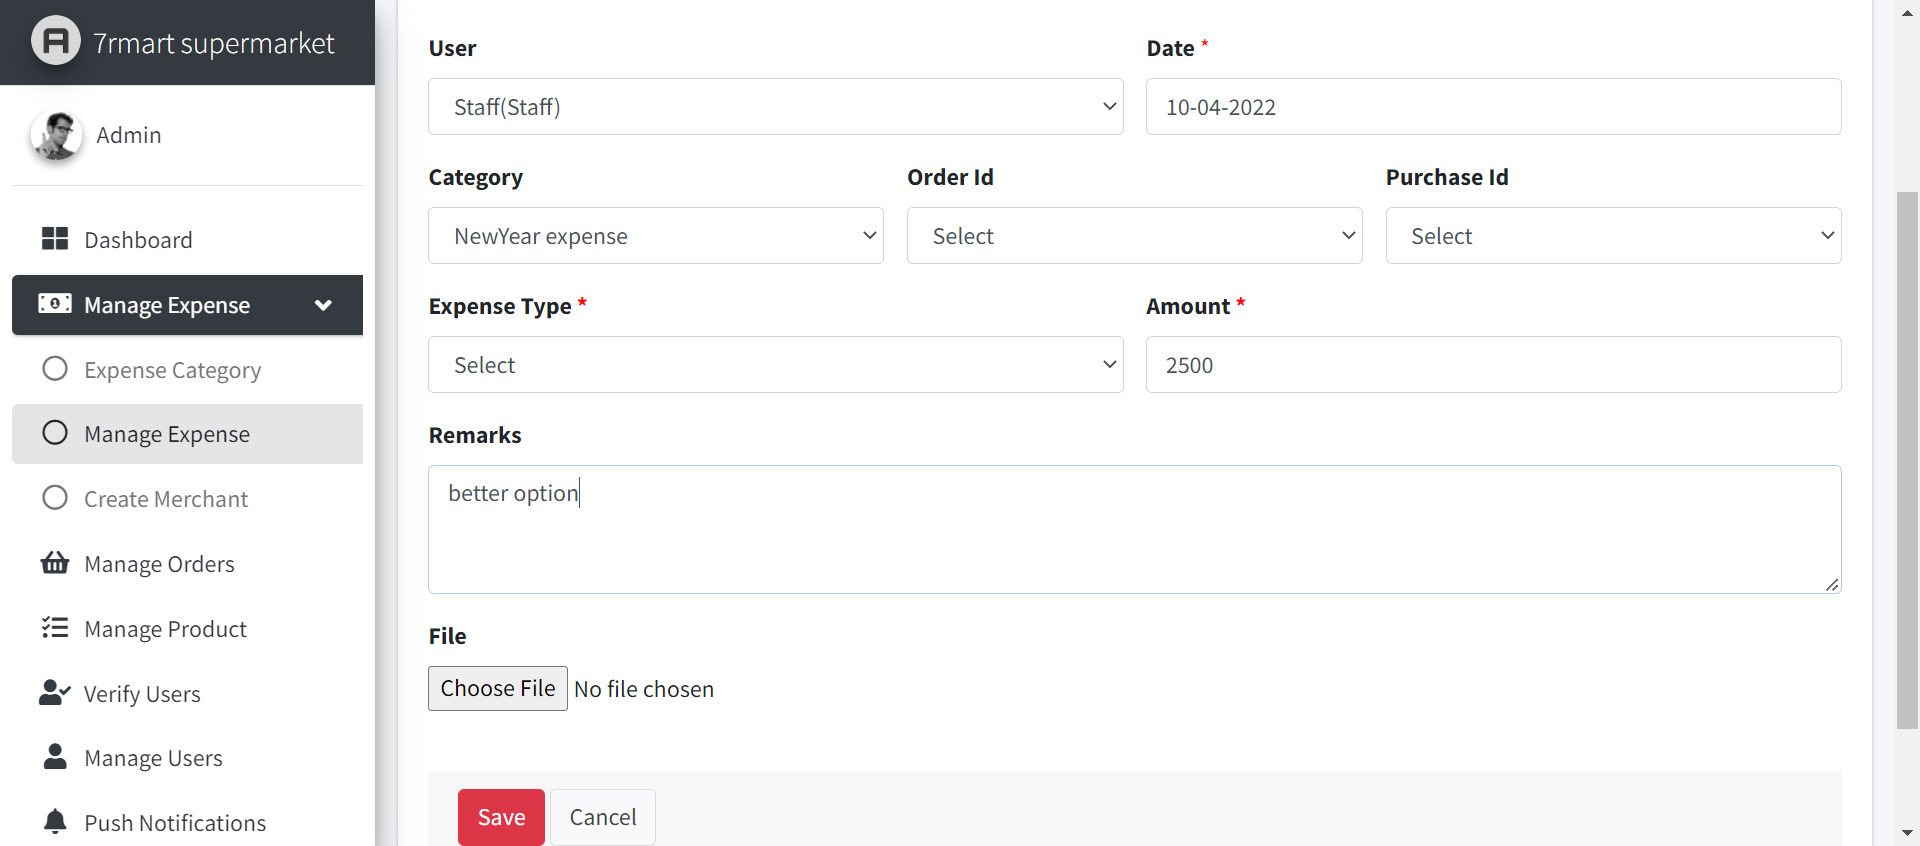 7rmart supermarket
Admin
Dashboard
Manage Expense
Expense Category
Manage Expense
Create Merchant
Manage Orders
Manage Product
Verify Users
Manage Users
Push Notifications
User
Date *
Staff(Staff)
10-04-2022
Category
Order Id
Purchase Id
NewYear expense
Select
Select
Expense Type *
Amount *
Select
2500
Remarks
better option
File
Choose File No file chosen
Save
Cancel